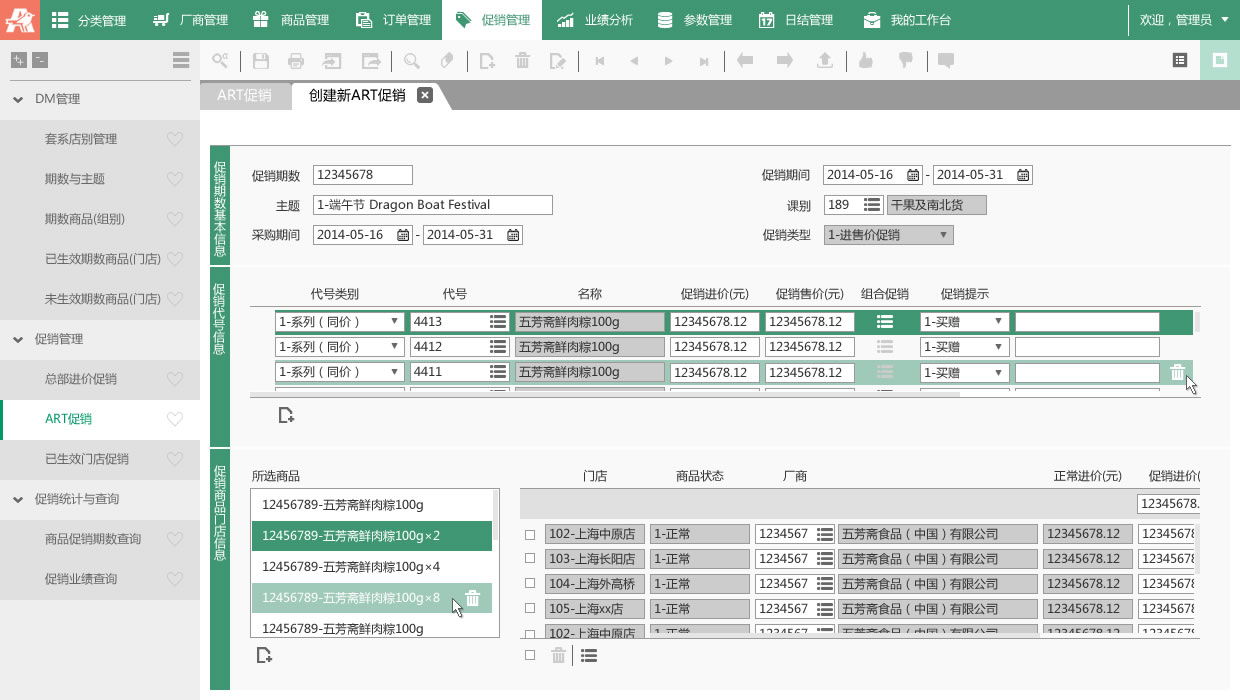 分类管理 厂商管理 商品管理 订单管理 促销管理 业绩分析 参数管理 日结管理 我的工作台 欢迎，管理员
ART促销 创建新ART促销
DM管理
套系店别管理
期数与主题
期数商品(组别)
已生效期数商品(门店)
未生效期数商品(门店)
促销管理
总部进价促销
ART促销
已生效门店促销
促销统计与查询
商品促销期数查询
促销业绩查询
促销期数基本信息
促销期数 12345678 促销期间 2014-05-16 - 2014-05-31
主题 1-端午节 Dragon Boat Festival 课别 189 干果及南北货
采购期间 2014-05-16 - 2014-05-31 促销类型 1-进售价促销
促销代号信息
代号类别 代号 名称 促销进价(元) 促销售价(元) 组合促销 促销提示
1-系列（同价） 4413 五芳斋鲜肉粽100g 12345678.12 12345678.12 1-买赠
1-系列（同价） 4412 五芳斋鲜肉粽100g 12345678.12 12345678.12 1-买赠
1-系列（同价） 4411 五芳斋鲜肉粽100g 12345678.12 12345678.12 1-买赠
促销商品门店信息
所选商品
12456789-五芳斋鲜肉粽100g
12456789-五芳斋鲜肉粽100g×2
12456789-五芳斋鲜肉粽100g×4
12456789-五芳斋鲜肉粽100g×8
12456789-五芳斋鲜肉粽100g
门店 商品状态 厂商 正常进价(元) 促销进价(
12345678.
102-上海中原店 1-正常 1234567 五芳斋食品（中国）有限公司 12345678.12 1234567
103-上海长阳店 1-正常 1234567 五芳斋食品（中国）有限公司 12345678.12 1234567
104-上海外高桥 1-正常 1234567 五芳斋食品（中国）有限公司 12345678.12 1234567
105-上海xx店 1-正常 1234567 五芳斋食品（中国）有限公司 12345678.12 1234567
102-上海中原店 1-正常 1234567 五芳斋食品（中国）有限公司 12345678.12 1234567